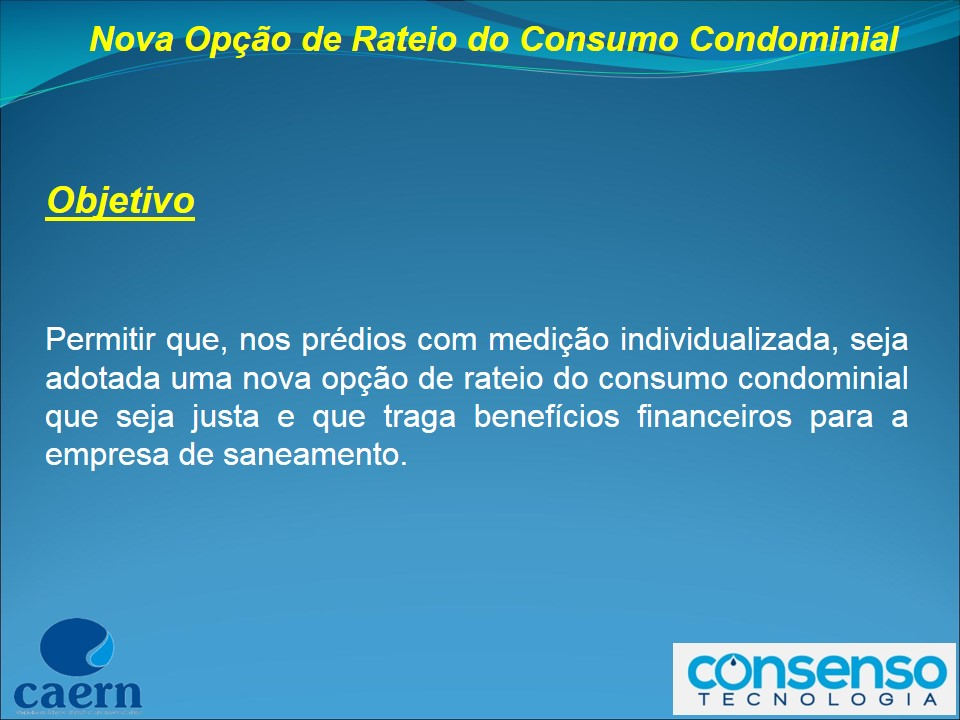 Nova Opção de Rateio do Consumo Condominial
Objetivo
Permitir que, nos prédios com medição individualizada, seja
adotada uma nova opção de rateio do consumo condominial
que seja justa e que traga benefícios financeiros para a
empresa de saneamento.
caern
consenso
TECNOLOGIA